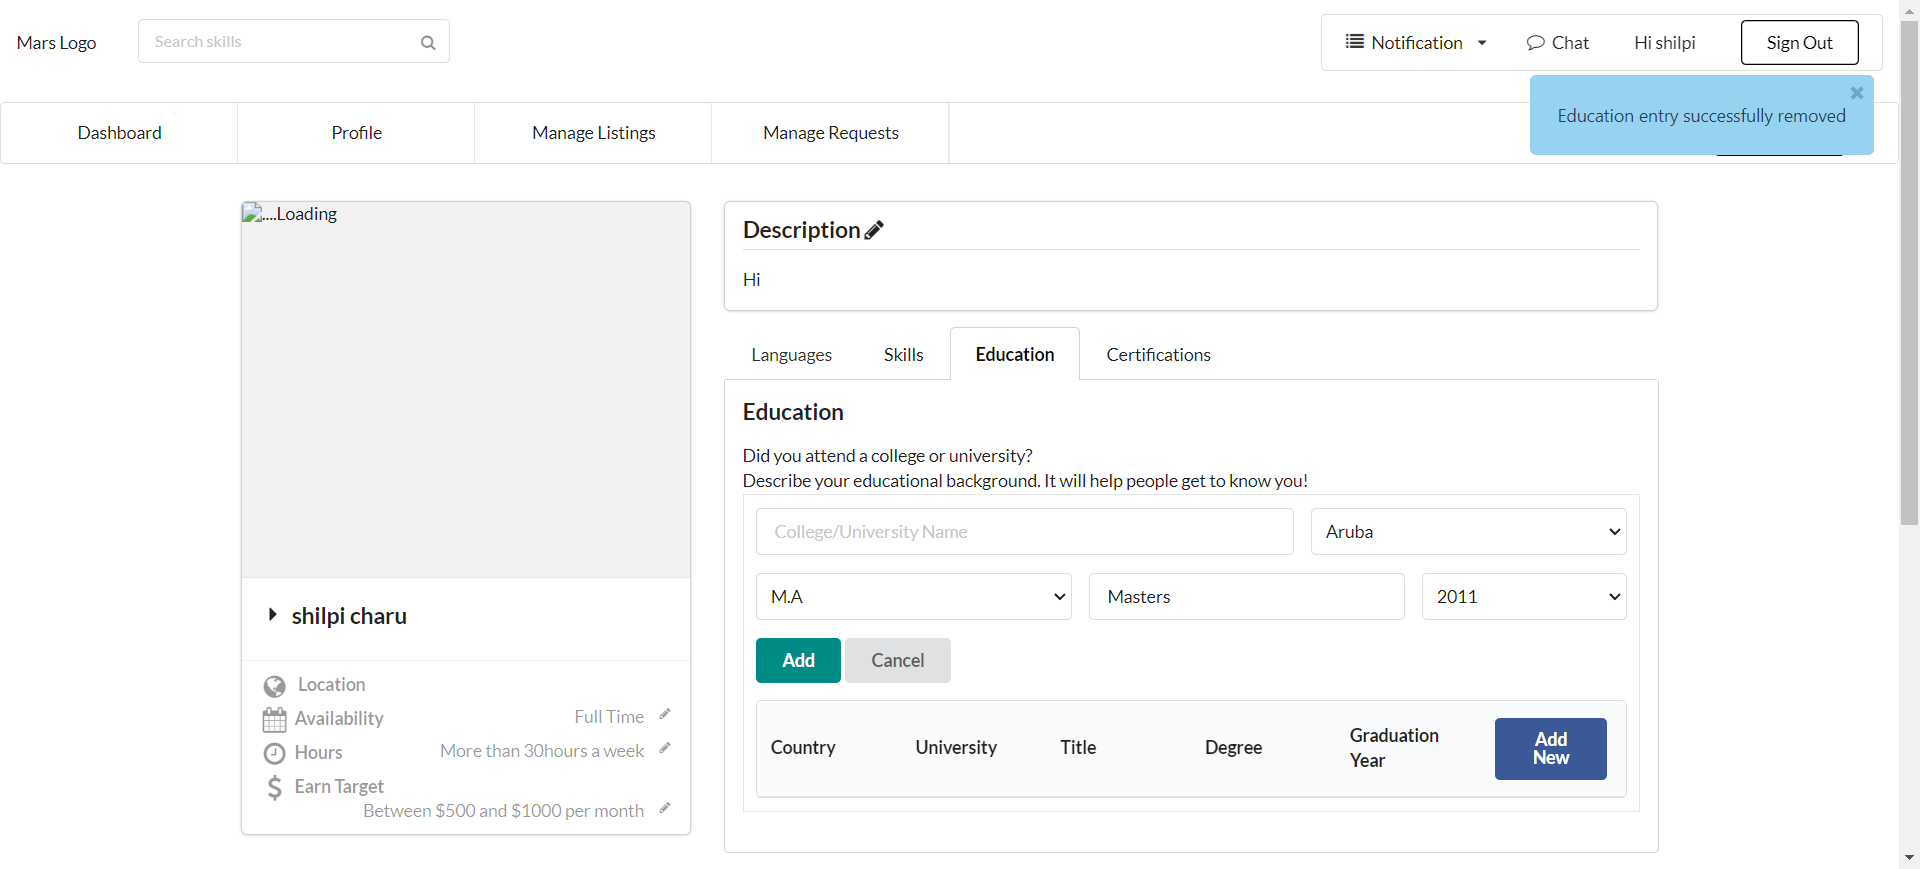 Mars Logo
Search skills
Notification
Chat
Hi shilpi
Sign Out
Education entry successfully removed
Dashboard
Profile
Manage Listings
Manage Requests
....Loading
shilpi charu
Location
Availability
Full Time
Hours
More than 30hours a week
Earn Target
Between $500 and $1000 per month
Description
Hi
Languages
Skills
Education
Certifications
Education
Did you attend a college or university?
Describe your educational background. It will help people get to know you!
College/University Name
Aruba
M.A
Masters
2011
Add
Cancel
Country
University
Title
Degree
Graduation
Year
Add
New